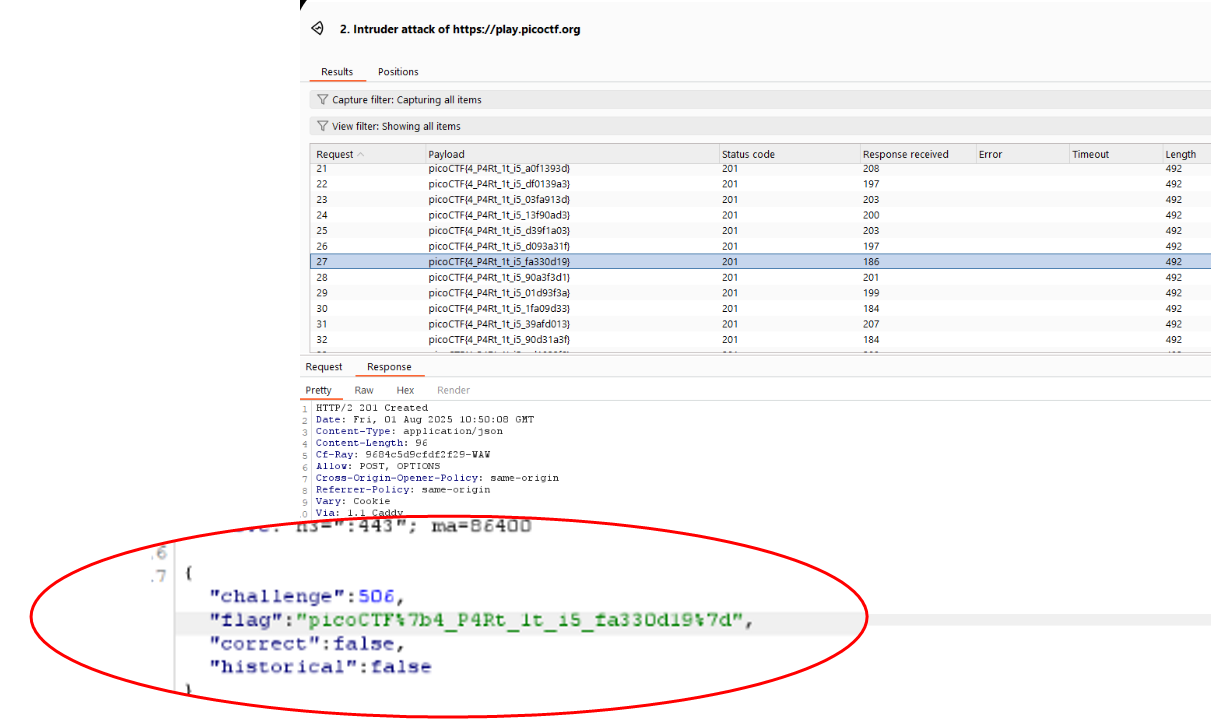 2. Intruder attack of https://play.picoctf.org
Results Positions
Capture filter: Capturing all items
View filter: Showing all items
Request Payload Status code Response received Error Timeout Length
21 picoCTF{4_P4Rt_1t_i5_a0f1393d} 201 208 492
22 picoCTF{4_P4Rt_1t_i5_df0139a3} 201 197 492
23 picoCTF{4_P4Rt_1t_i5_03fa913d} 201 203 492
24 picoCTF{4_P4Rt_1t_i5_13f90ad3} 201 200 492
25 picoCTF{4_P4Rt_1t_i5_d39f1a03} 201 203 492
26 picoCTF{4_P4Rt_1t_i5_d093a31f} 201 197 492
27 picoCTF{4_P4Rt_1t_i5_fa330d19} 201 186 492
28 picoCTF{4_P4Rt_1t_i5_90a3f3d1} 201 201 492
29 picoCTF{4_P4Rt_1t_i5_01d93f3a} 201 199 492
30 picoCTF{4_P4Rt_1t_i5_1fa09d33} 201 184 492
31 picoCTF{4_P4Rt_1t_i5_39afd013} 201 207 492
32 picoCTF{4_P4Rt_1t_i5_90d31a3f} 201 184 492
Request Response
Pretty Raw Hex Render
1 HTTP/2 201 Created
2 Date: Fri, 01 Aug 2025 10:50:08 GMT
3 Content-Type: application/json
4 Content-Length: 96
5 Cf-Ray: 9684c5d9cfdf2f29-WAW
6 Allow: POST, OPTIONS
7 Cross-Origin-Opener-Policy: same-origin
8 Referrer-Policy: same-origin
9 Vary: Cookie
0 Via: 1.1 Caddy
h3=":443"; ma=86400
.6
.7 {
"challenge":506,
"flag":"picoCTF%7b4_P4Rt_1t_i5_fa330d19%7d",
"correct":false,
"historical":false
}